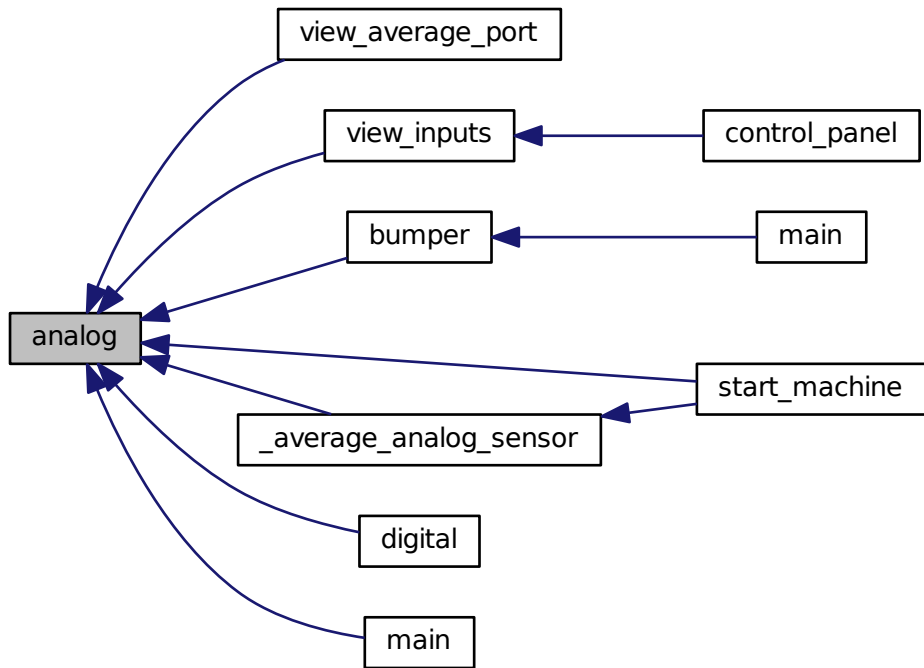 view_average_port
view_inputs
control_panel
bumper
main
analog
start_machine
_average_analog_sensor
digital
main